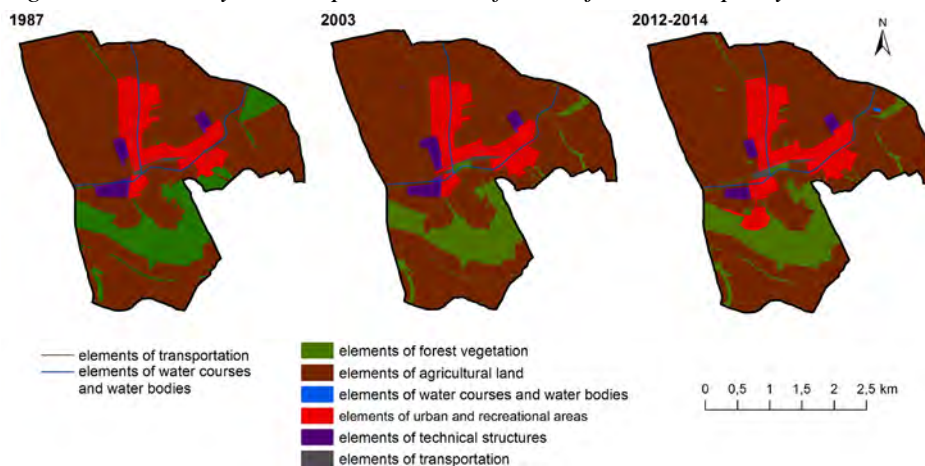 1987
2003
2012-2014
N
elements of transportation
elements of water courses
and water bodies
elements of forest vegetation
elements of agricultural land
elements of water courses and water bodies
elements of urban and recreational areas
elements of technical structures
elements of transportation
0 0,5 1 1,5 2 2,5 km